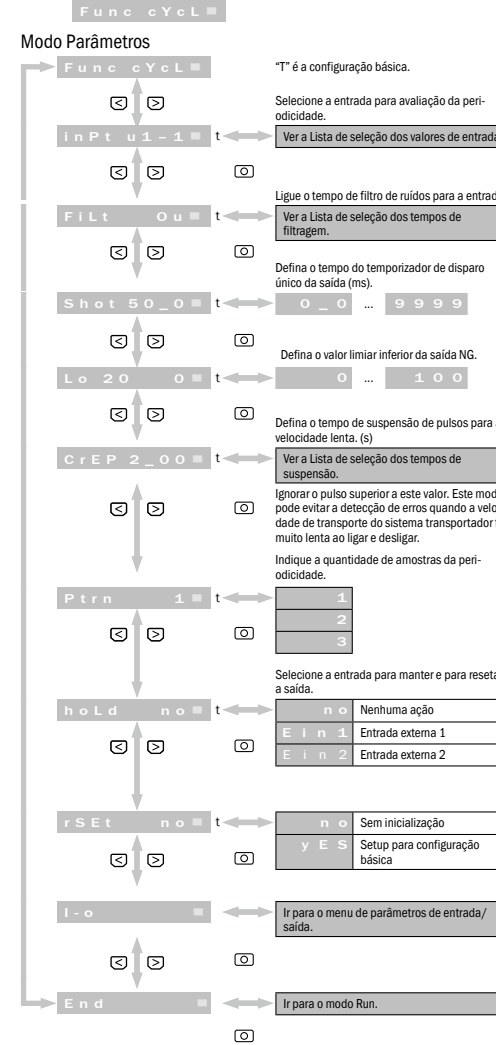 Func cYcL
Modo Parâmetros
Func cYcL
"T" é a configuração básica.
Selecione a entrada para avaliação da peri-
odicidade.
inPt u1-1 t
Ver a Lista de seleção dos valores de entrada
Ligue o tempo de filtro de ruídos para a
FiLt Ou t
Ver a Lista de seleção dos tempos de
filtragem.
Defina o tempo do temporizador de disparo
único da saída (ms).
Shot 50_0 t
0_0 ... 9999
Defina o valor limiar inferior da saída NG.
Lo 20 0 t
0 ... 100
Defina o tempo de suspensão de pulsos para
velocidade lenta. (s)
CrEP 2_00 t
Ver a Lista de seleção dos tempos de
suspensão.
Ignorar o pulso superior a este valor. Este
pode evitar a detecção de erros quando a
dade de transporte do sistema transportador
muito lenta ao ligar e desligar.
Indique a quantidade de amostras da peri-
odicidade.
Ptrn 1 t
1
2
3
Selecione a entrada para manter e para
a saída.
hoLd no t
no Nenhuma ação
Ein1 Entrada externa 1
Ein2 Entrada externa 2
rSEt no t
no Sem inicialização
yES Setup para configuração
básica
I-o
Ir para o menu de parâmetros de entrada/
saída.
End
Ir para o modo Run.